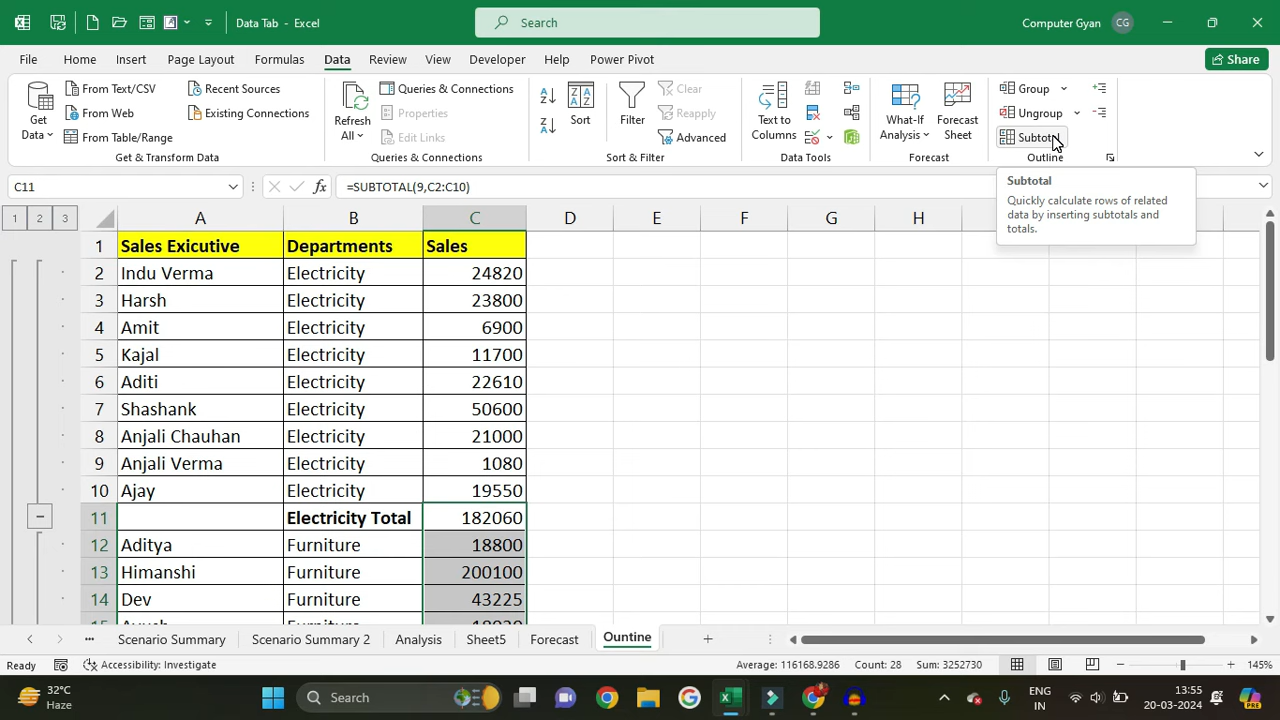 Data Tab - Excel
Search
Computer Gyan
CG
File Home Insert Page Layout Formulas Data Review View Help Power Pivot
Share
Get Data
From Text/CSV
From Web
From Table/Range
Recent Sources
Existing Connections
Get & Transform Data
Refresh All
Queries & Connections
Properties
Edit Links
Queries & Connections
Sort
Filter
Clear
Reapply
Advanced
Sort & Filter
Text to Columns
Data Tools
What-If Analysis
Forecast Sheet
Forecast
Group
Ungroup
Subtotal
Outline
C11
fx
=SUBTOTAL(9,C2:C10)
Subtotal
Quickly calculate rows of related
data by inserting subtotals and
totals.
1 2 3
A B C D E F G H
1 Sales Exicutive Departments Sales
2 Indu Verma Electricity 24820
3 Harsh Electricity 23800
4 Amit Electricity 6900
5 Kajal Electricity 11700
6 Aditi Electricity 22610
7 Shashank Electricity 50600
8 Anjali Chauhan Electricity 21000
9 Anjali Verma Electricity 1080
10 Ajay Electricity 19550
11 Electricity Total 182060
12 Aditya Furniture 18800
13 Himanshi Furniture 200100
14 Dev Furniture 43225
Scenario Summary Scenario Summary 2 Analysis Sheet5 Forecast Ountine
Ready Accessibility: Investigate Average: 116168.9286 Count: 28 Sum: 3252730 145%
32°C
Haze
Search
ENG
IN
13:55
20-03-2024
PRE